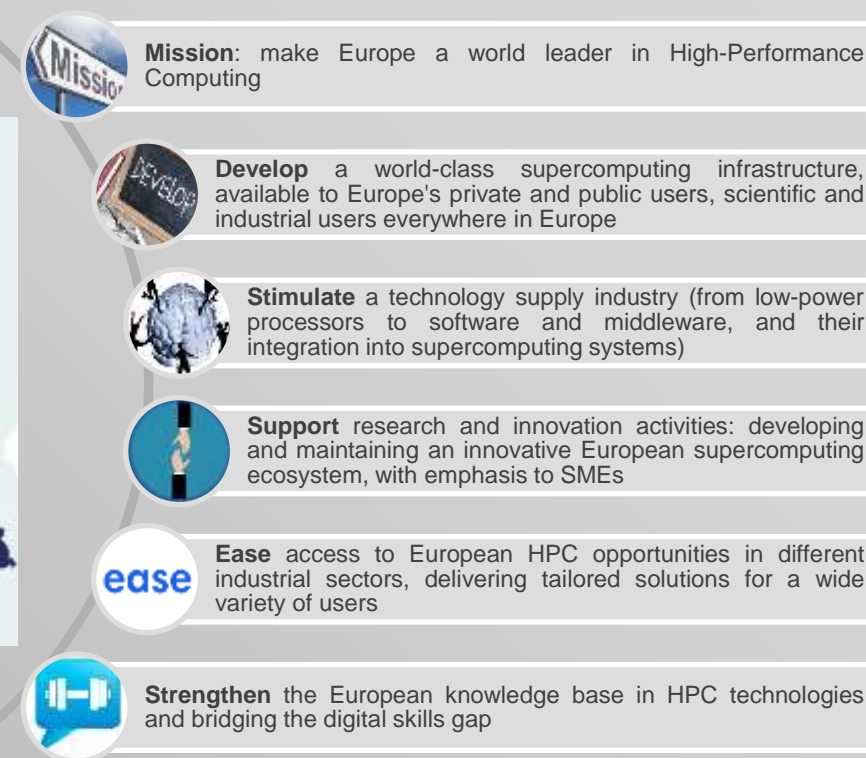 Mission
Mission: make Europe a world leader in High-Performance
Computing
DEVELOP
Develop a world-class supercomputing infrastructure,
available to Europe's private and public users, scientific and
industrial users everywhere in Europe
Stimulate a technology supply industry (from low-power
processors to software and middleware, and their
integration into supercomputing systems)
Support research and innovation activities: developing
and maintaining an innovative European supercomputing
ecosystem, with emphasis to SMEs
ease
Ease access to European HPC opportunities in different
industrial sectors, delivering tailored solutions for a wide
variety of users
Strengthen the European knowledge base in HPC technologies
and bridging the digital skills gap